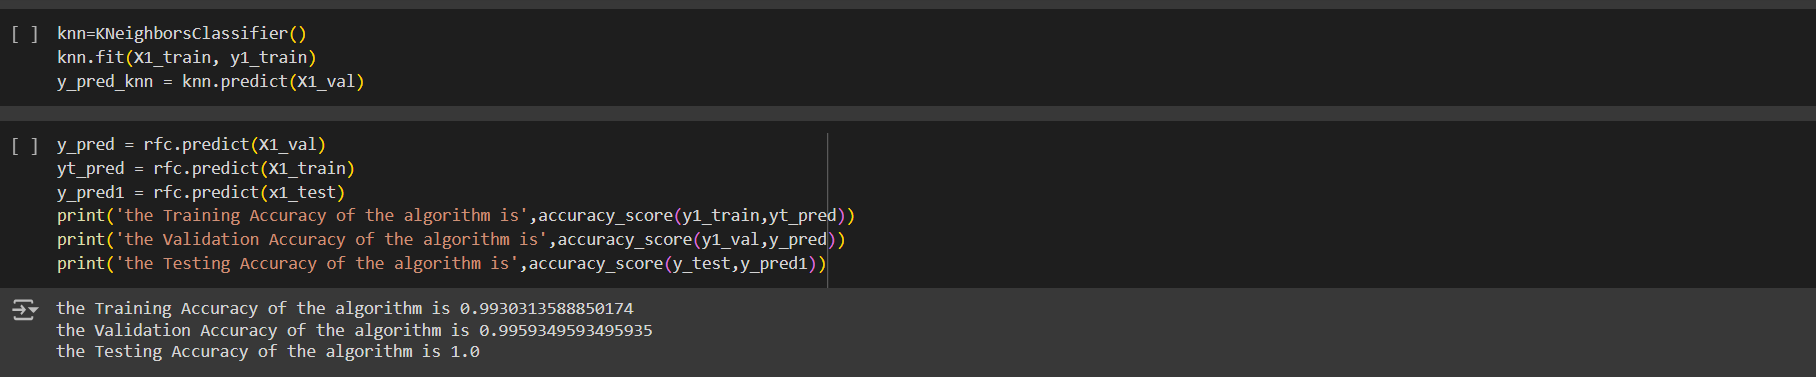 [ ] knn=KNeighborsClassifier()
knn.fit(X1_train, y1_train)
y_pred_knn = knn.predict(X1_val)
[ ] y_pred = rfc.predict(X1_val)
yt_pred = rfc.predict(X1_train)
y_pred1 = rfc.predict(x1_test)
print('the Training Accuracy of the algorithm is',accuracy_score(y1_train,yt_pred))
print('the Validation Accuracy of the algorithm is',accuracy_score(y1_val,y_pred))
print('the Testing Accuracy of the algorithm is',accuracy_score(y_test,y_pred1))
the Training Accuracy of the algorithm is 0.9930313588850174
the Validation Accuracy of the algorithm is 0.9959349593495935
the Testing Accuracy of the algorithm is 1.0